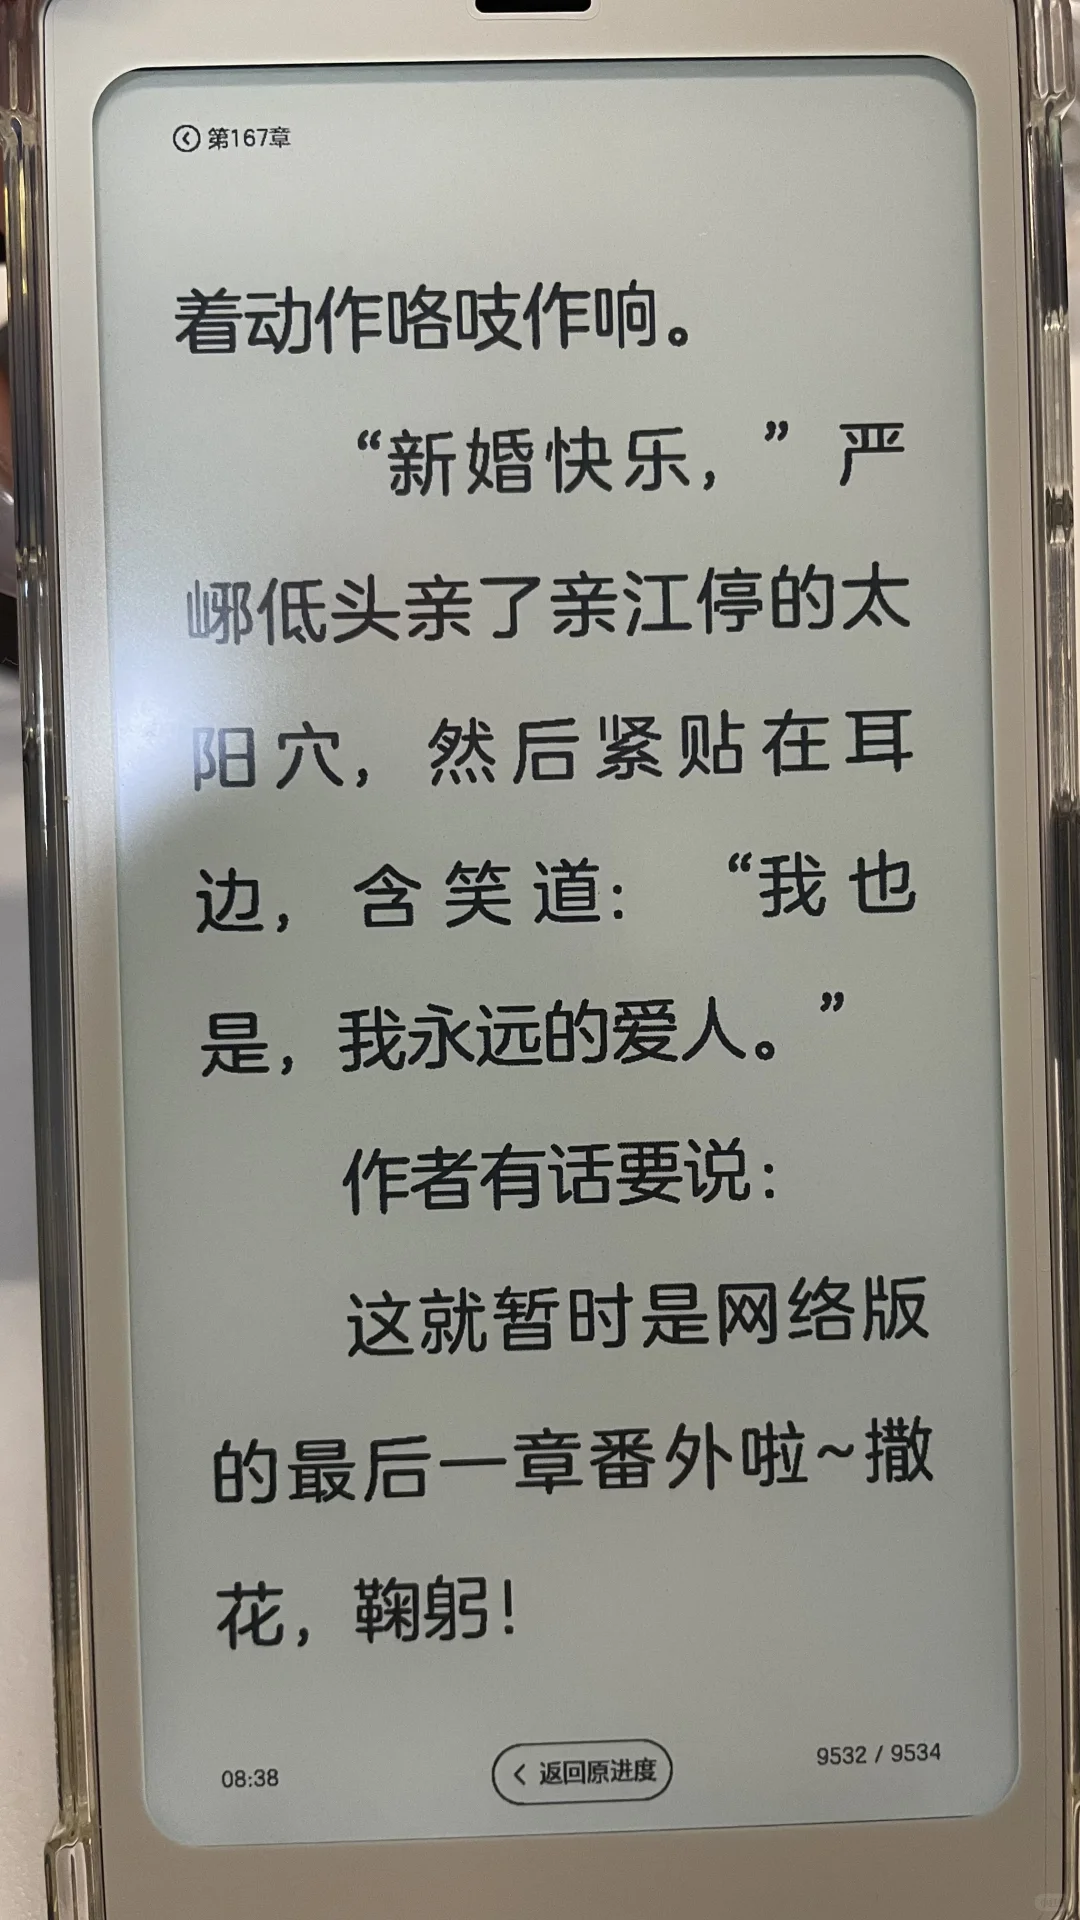 第167章
着动作咯吱作响。
“新婚快乐，”严
峫低头亲了亲江停的太
阳穴，然后紧贴在耳
边，含笑道：“我也
是，我永远的爱人。”
作者有话要说：
这就暂时是网络版
的最后一章番外啦~撒
花，鞠躬！
08:38
返回原进度
9532 / 9534